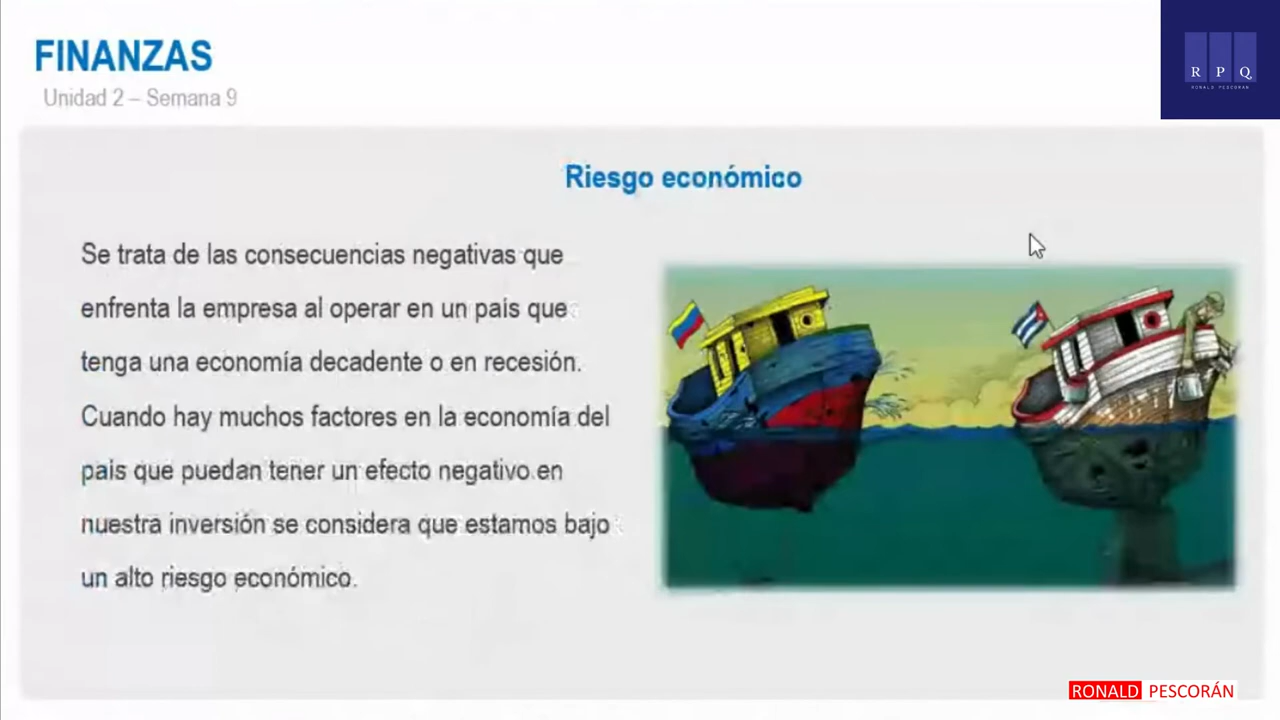 FINANZAS
Unidad 2 – Semana 9
R P Q
RONALD PESCORAN
Riesgo económico
Se trata de las consecuencias negativas que
enfrenta la empresa al operar en un país que
tenga una economía decadente o en recesión.
Cuando hay muchos factores en la economía del
país que puedan tener un efecto negativo en
nuestra inversión se considera que estamos bajo
un alto riesgo económico.
RONALD PESCORÁN